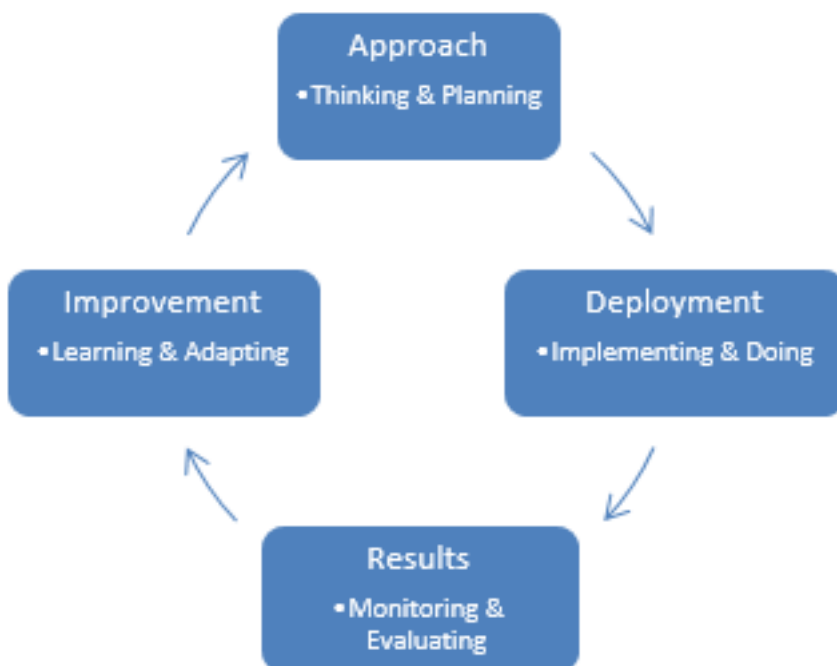 Approach
•Thinking & Planning
Deployment
•Implementing & Doing
Results
•Monitoring &
Evaluating
Improvement
•Learning & Adapting